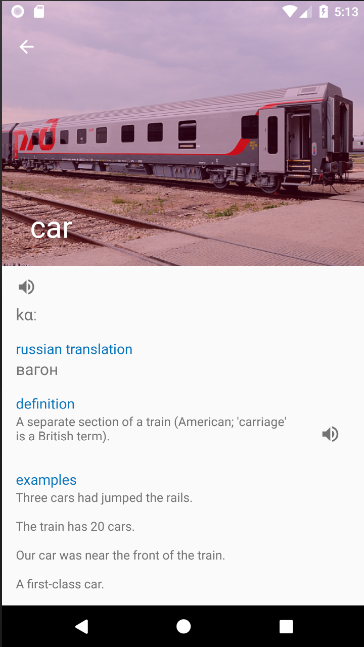 5:13
pжд
car
kɑː
russian translation
вагон
definition
A separate section of a train (American; 'carriage'
is a British term).
examples
Three cars had jumped the rails.
The train has 20 cars.
Our car was near the front of the train.
A first-class car.